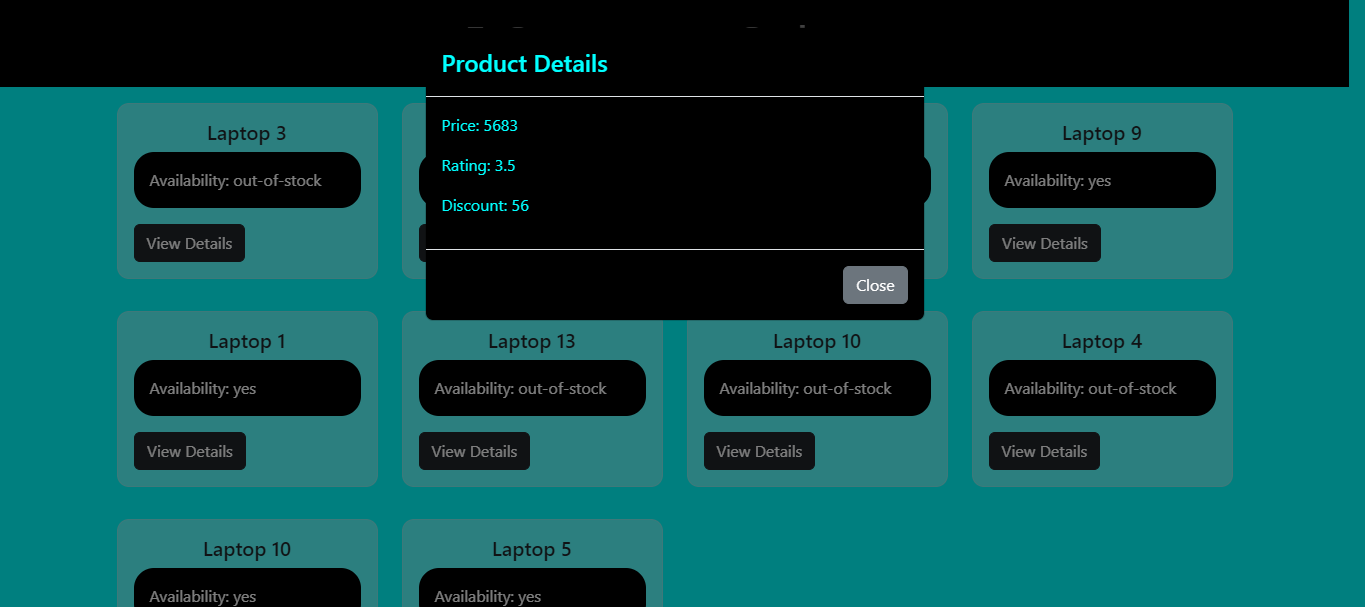 Product Details
Price: 5683
Rating: 3.5
Discount: 56
Close
Laptop 3
Availability: out-of-stock
View Details
Laptop 9
Availability: yes
View Details
Laptop 1
Availability: yes
View Details
Laptop 13
Availability: out-of-stock
View Details
Laptop 10
Availability: out-of-stock
View Details
Laptop 4
Availability: out-of-stock
View Details
Laptop 10
Availability: yes
Laptop 5
Availability: yes